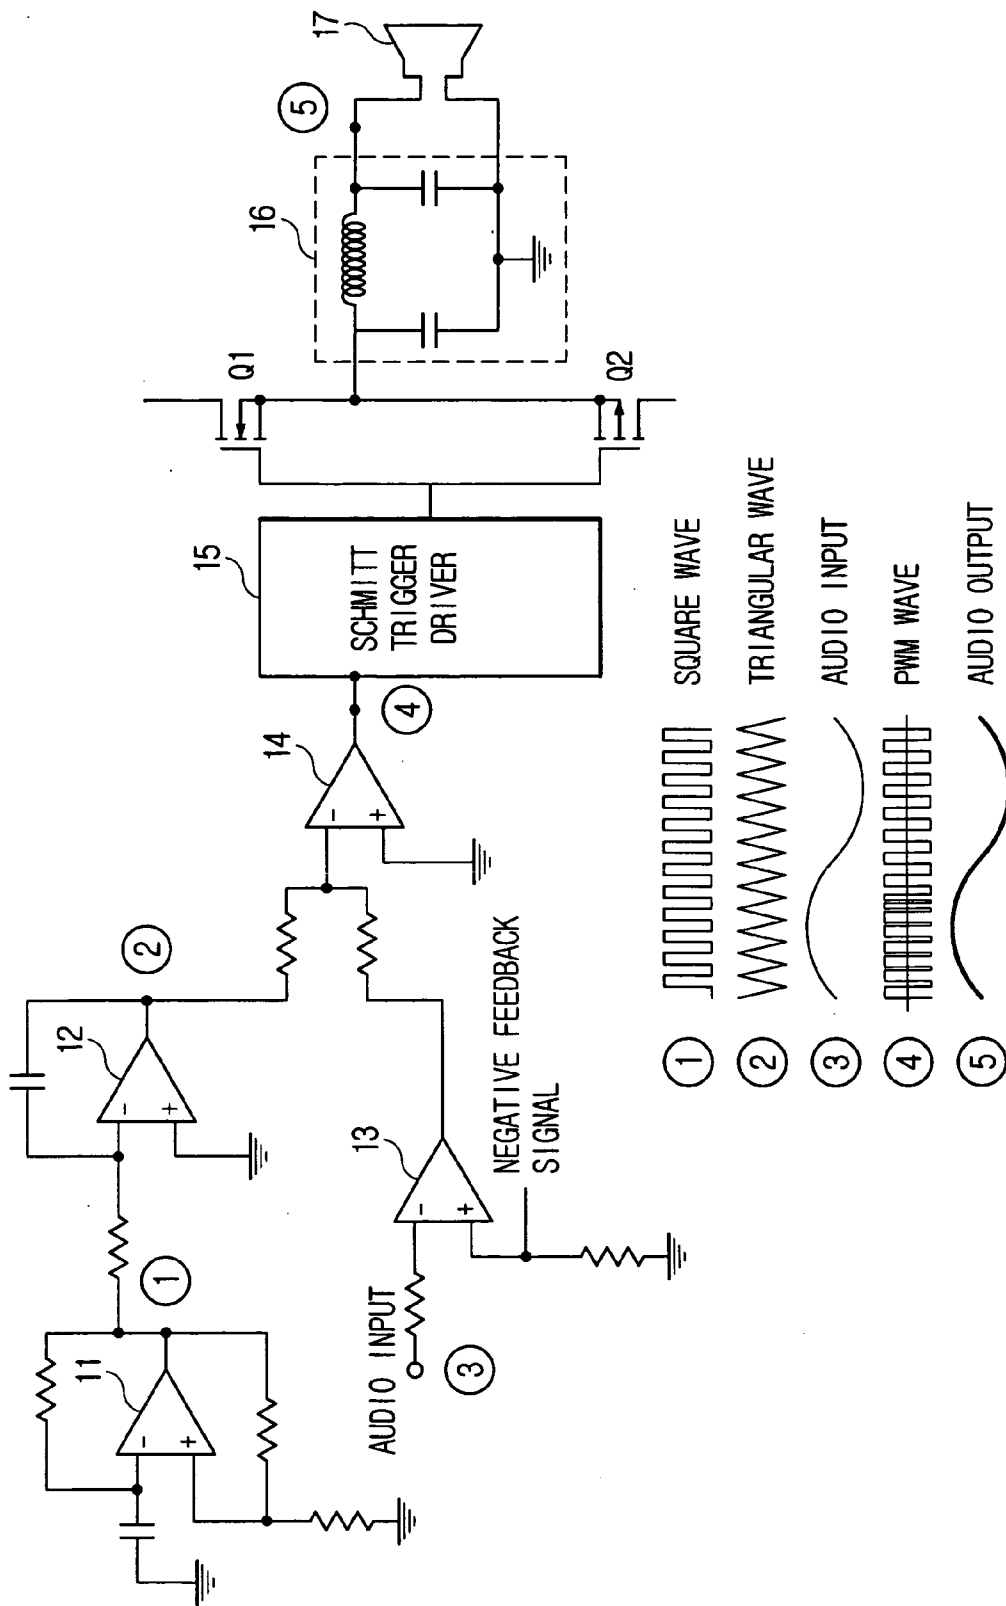 11
1
12
2
AUDIO INPUT
3
13
NEGATIVE FEEDBACK
SIGNAL
14
4
15
SCHMITT
TRIGGER
DRIVER
Q1
Q2
16
5
17
-
+
-
+
-
+
-
+
1 SQUARE WAVE
2 TRIANGULAR WAVE
3 AUDIO INPUT
4 PWM WAVE
5 AUDIO OUTPUT